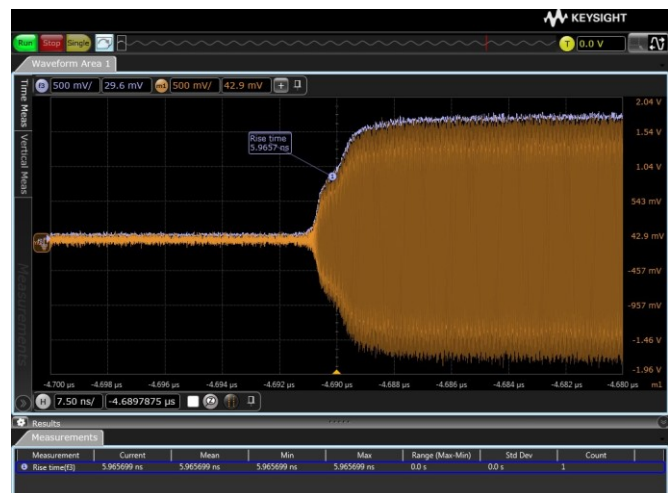 KEYSIGHT
Run Stop Single T 0.0 V
Waveform Area 1
f3 500 mV/ 29.6 mV m1 500 mV/ 42.9 mV +
Time Meas
Vertical Meas
Measurements
Rise time
5.9657 ns
2.04 V
1.54 V
1.04 V
543 mV
42.9 mV
-457 mV
-957 mV
-1.46 V
-1.96 V
-4.700 µs -4.698 µs -4.696 µs -4.694 µs -4.692 µs -4.690 µs -4.688 µs -4.686 µs -4.684 µs -4.682 µs -4.680 µs m1
H 7.50 ns/ -4.6897875 µs
Results
Measurements
Measurement Current Mean Min Max Range (Max-Min) Std Dev Count
Rise time(f3) 5.965699 ns 5.965699 ns 5.965699 ns 5.965699 ns 0.0 s 0.0 s 1